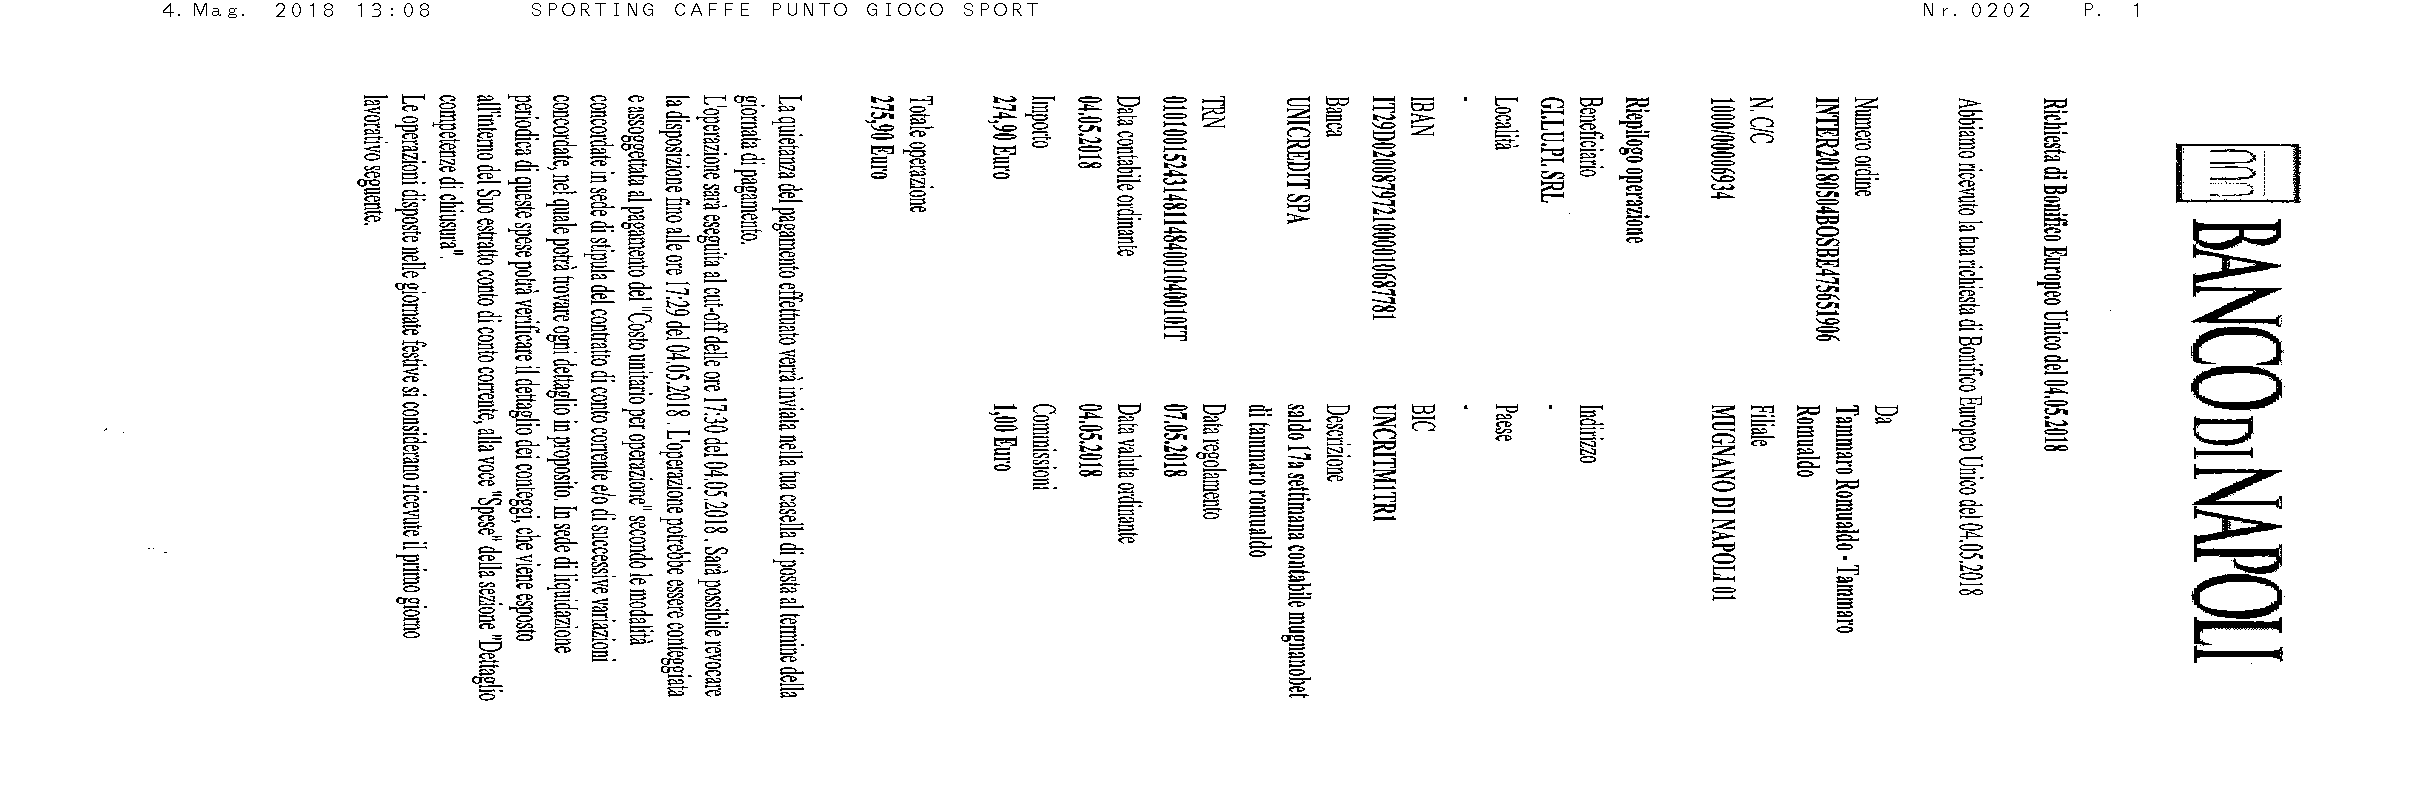 4. Mag. 2018 13:08 SPORTING CAFFE PUNTO GIOCO SPORT Nr. 0202 P. 1
BANCO DI NAPOLI
Richiesta di Bonifico Europeo Unico del 04.05.2018
Abbiamo ricevuto la tua richiesta di Bonifico Europeo Unico del 04.05.2018
Numero ordine
INTER20180504BOSBE47565190​6
Da
Tammaro Romualdo - Tammaro
Romualdo
N. C/C
1000/00006934
Filiale
MUGNANO DI NAPOLI 01
Riepilogo operazione
Beneficiario
GI.LU.PI. SRL
Indirizzo
-
Località
-
Paese
-
IBAN
IT29D0200879721000010687781
BIC
UNCRITM1TR1
Banca
UNICREDIT SPA
Descrizione
saldo 17a settimana contabile mugnanobet
di tammaro romualdo
TRN
0101001524314811484001040010IT
Data regolamento
07.05.2018
Data contabile ordinante
04.05.2018
Data valuta ordinante
04.05.2018
Importo
274,90 Euro
Commissioni
1,00 Euro
Totale operazione
275,90 Euro
La quietanza del pagamento effettuato verrà inviata nella tua casella di posta al termine della
giornata di pagamento.
L'operazione sarà eseguita al cut-off delle ore 17:30 del 04.05.2018 . Sarà possibile revocare
la disposizione fino alle ore 17:29 del 04.05.2018 . L'operazione potrebbe essere conteggiata
e assoggettata al pagamento del "Costo unitario per operazione" secondo le modalità
concordate in sede di stipula del contratto di conto corrente e/o di successive variazioni
concordate, nel quale potrà trovare ogni dettaglio in proposito. In sede di liquidazione
periodica di queste spese potrà verificare il dettaglio dei conteggi, che viene esposto
all'interno del Suo estratto conto di conto corrente, alla voce "Spese" della sezione "Dettaglio
competenze di chiusura".
Le operazioni disposte nelle giornate festive si considerano ricevute il primo giorno
lavorativo seguente.